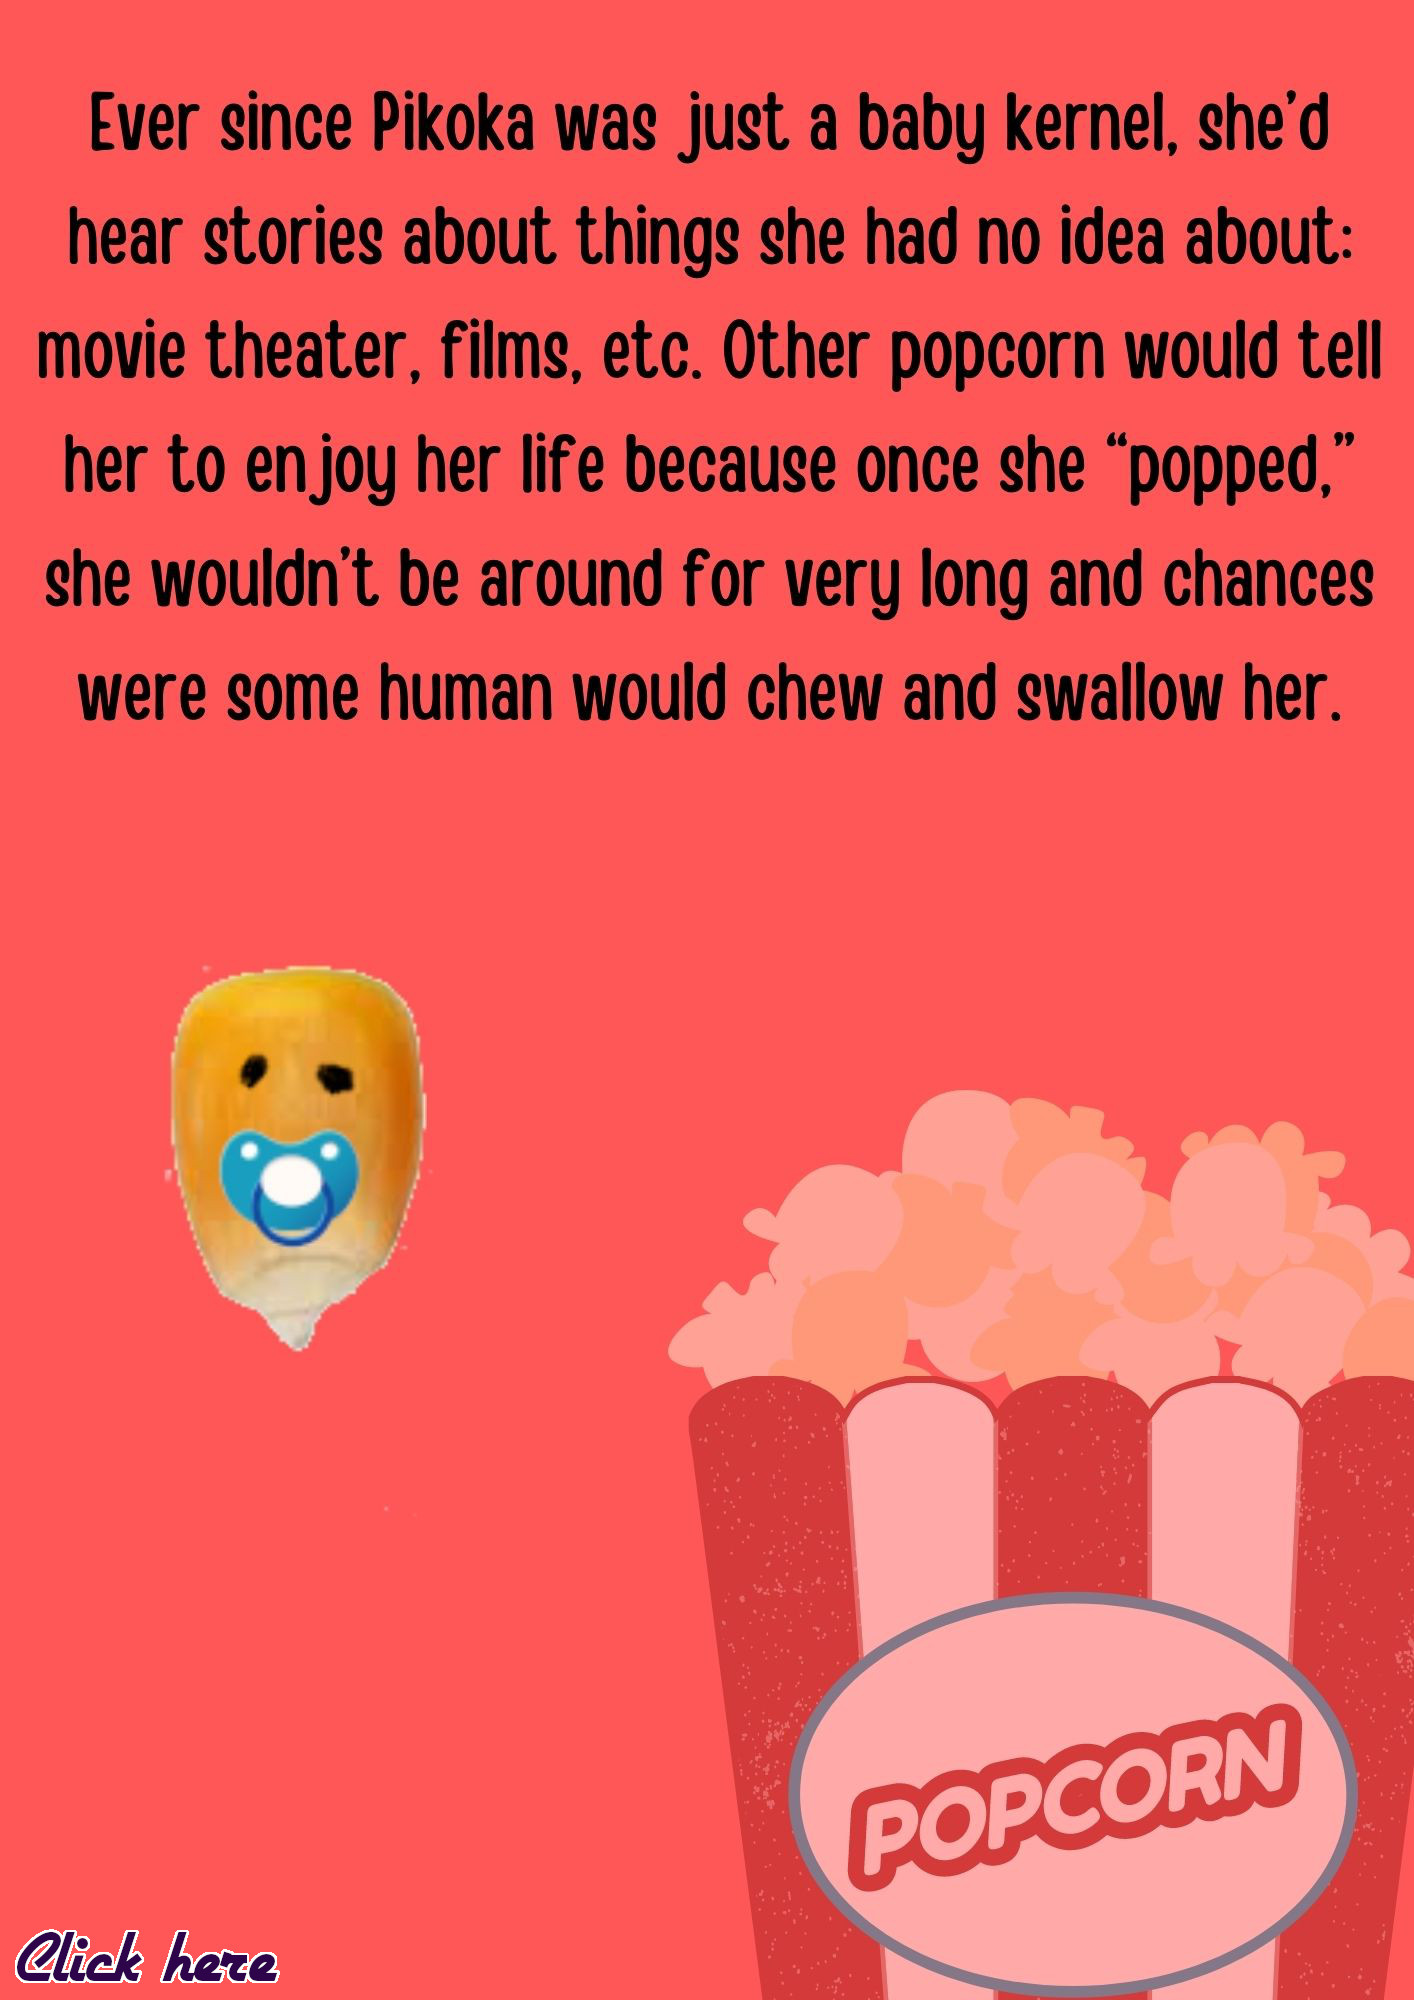 Ever since Pikoka was just a baby kernel, she’d
hear stories about things she had no idea about:
movie theater, films, etc. Other popcorn would tell
her to enjoy her life because once she “popped,”
she wouldn’t be around for very long and chances
were some human would chew and swallow her.
POPCORN
Click here